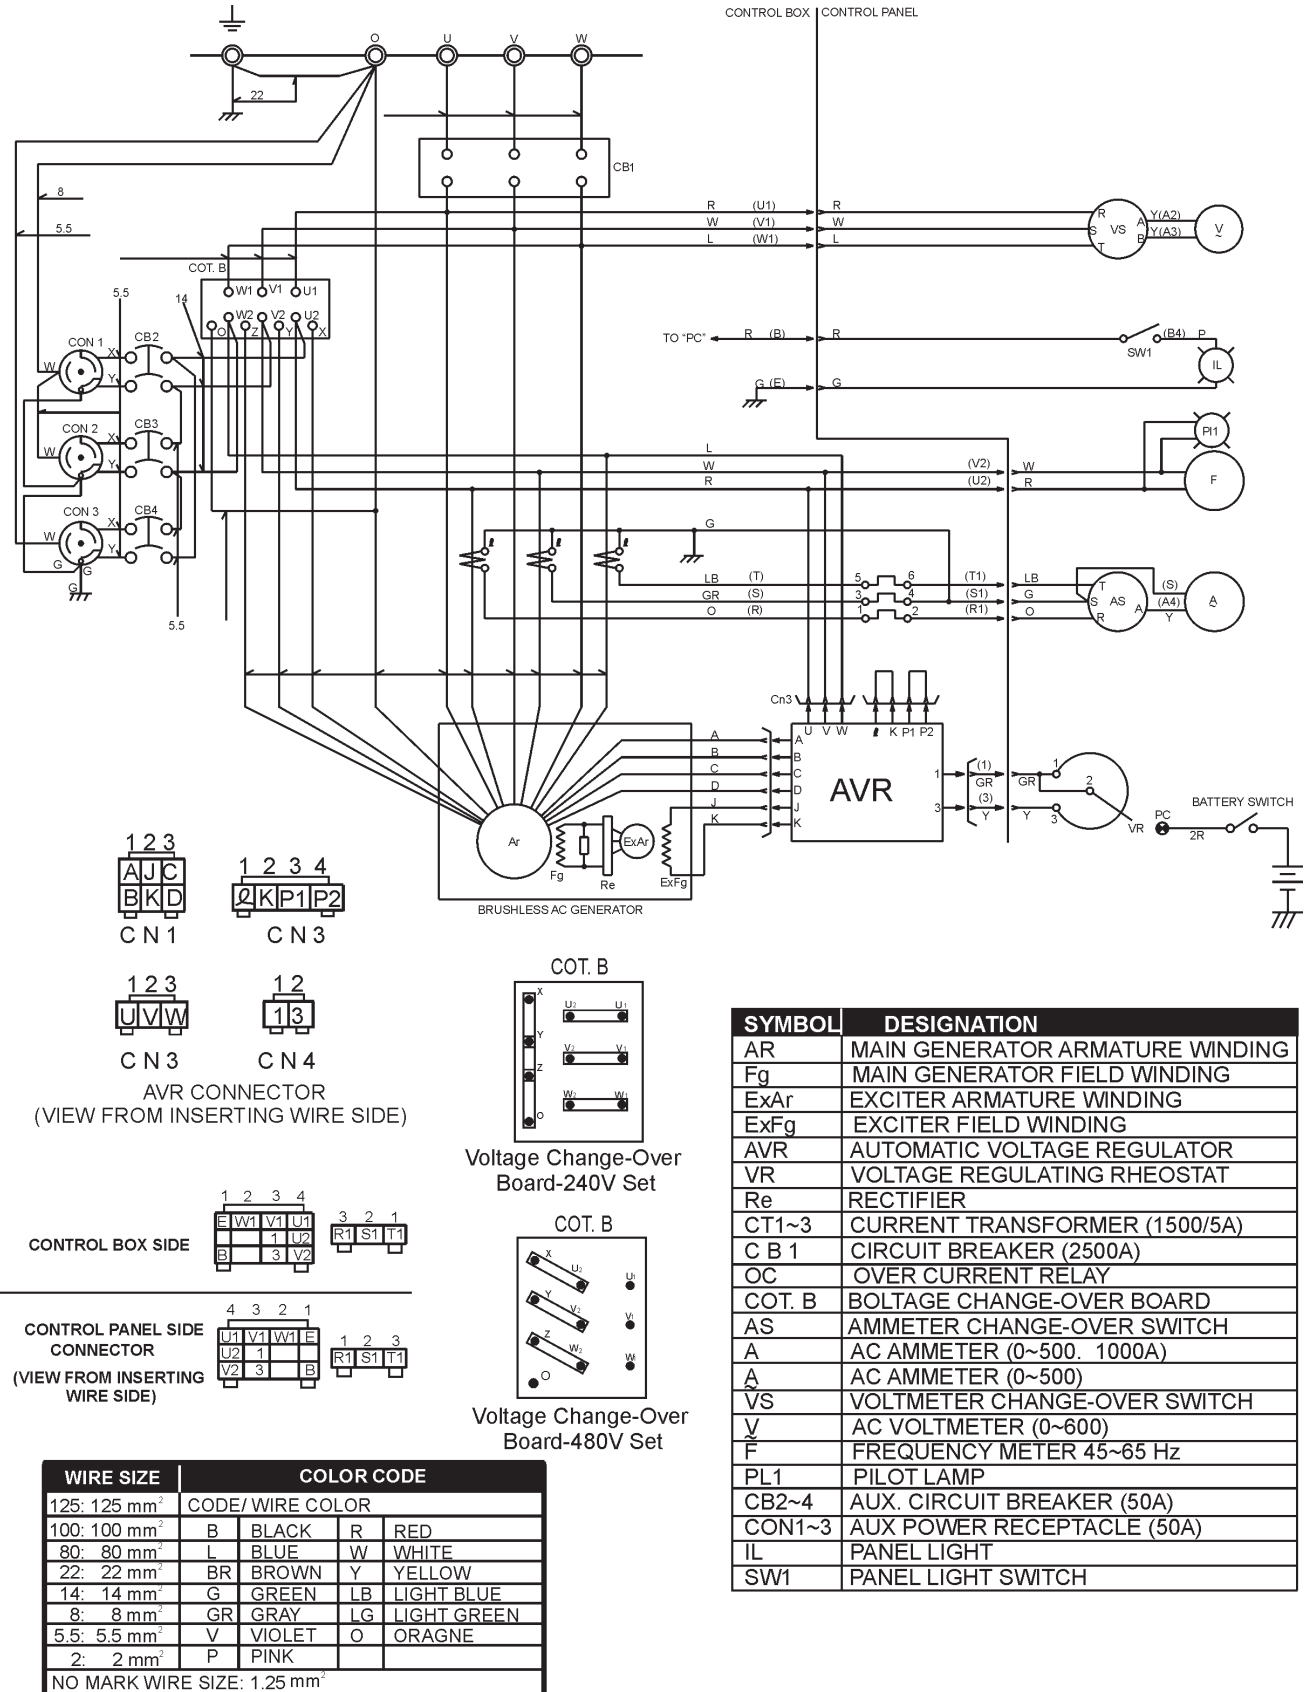 CONTROL BOX CONTROL PANEL
O U V W
22
CB1
8
5.5
R (U1) R
W (V1) W
L (W1) L
R S T VS A B
Y(A2)
Y(A3)
V
COT. B
W1 V1 U1
W2 V2 U2
O Z Y X
5.5
14
CON 1 CB2
W X Y
CON 2 CB3
W X Y
CON 3 CB4
W X Y
G G
G
5.5
TO "PC" R (B) R
SW1 (B4) P
IL
G (E) G
L
W (V2) W
R (U2) R
PI1
F
G
ℓ ℓ ℓ
LB (T) 5 6 (T1) LB
GR (S) 3 4 (S1) G
O (R) 1 2 (R1) O
T S R AS A
(S)
(A4)
Y
A
Cn3
U V W ℓ K P1 P2
A A
B B
C C
D D
J J
K K
AVR
1 (1) GR GR
3 (3) Y Y
1 2 3
VR
PC
2R
BATTERY SWITCH
Ar
Fg
Re
ExAr
ExFg
BRUSHLESS AC GENERATOR
1 2 3
A J C
B K D
C N 1
1 2 3 4
ℓ K P1 P2
C N 3
1 2 3
U V W
C N 3
1 2
1 3
C N 4
AVR CONNECTOR
(VIEW FROM INSERTING WIRE SIDE)
COT. B
X
U2 U1
Y
V2 V1
Z
W2 W1
O
Voltage Change-Over
Board-240V Set
COT. B
X
U2 U1
Y
V2 V1
Z
W2 W1
O
Voltage Change-Over
Board-480V Set
CONTROL BOX SIDE
1 2 3 4
E W1 V1 U1
1 U2
B 3 V2
3 2 1
R1 S1 T1
CONTROL PANEL SIDE
CONNECTOR
(VIEW FROM INSERTING
WIRE SIDE)
4 3 2 1
U1 V1 W1 E
U2 1
V2 3 B
1 2 3
R1 S1 T1
WIRE SIZE COLOR CODE
125: 125 mm² CODE/ WIRE COLOR
100: 100 mm² B BLACK R RED
80: 80 mm² L BLUE W WHITE
22: 22 mm² BR BROWN Y YELLOW
14: 14 mm² G GREEN LB LIGHT BLUE
8: 8 mm² GR GRAY LG LIGHT GREEN
5.5: 5.5 mm² V VIOLET O ORAGNE
2: 2 mm² P PINK
NO MARK WIRE SIZE: 1.25 mm²
SYMBOL DESIGNATION
AR MAIN GENERATOR ARMATURE WINDING
Fg MAIN GENERATOR FIELD WINDING
ExAr EXCITER ARMATURE WINDING
ExFg EXCITER FIELD WINDING
AVR AUTOMATIC VOLTAGE REGULATOR
VR VOLTAGE REGULATING RHEOSTAT
Re RECTIFIER
CT1~3 CURRENT TRANSFORMER (1500/5A)
C B 1 CIRCUIT BREAKER (2500A)
OC OVER CURRENT RELAY
COT. B BOLTAGE CHANGE-OVER BOARD
AS AMMETER CHANGE-OVER SWITCH
A AC AMMETER (0~500. 1000A)
A̰ AC AMMETER (0~500)
VS VOLTMETER CHANGE-OVER SWITCH
V̰ AC VOLTMETER (0~600)
F FREQUENCY METER 45~65 Hz
PL1 PILOT LAMP
CB2~4 AUX. CIRCUIT BREAKER (50A)
CON1~3 AUX POWER RECEPTACLE (50A)
IL PANEL LIGHT
SW1 PANEL LIGHT SWITCH